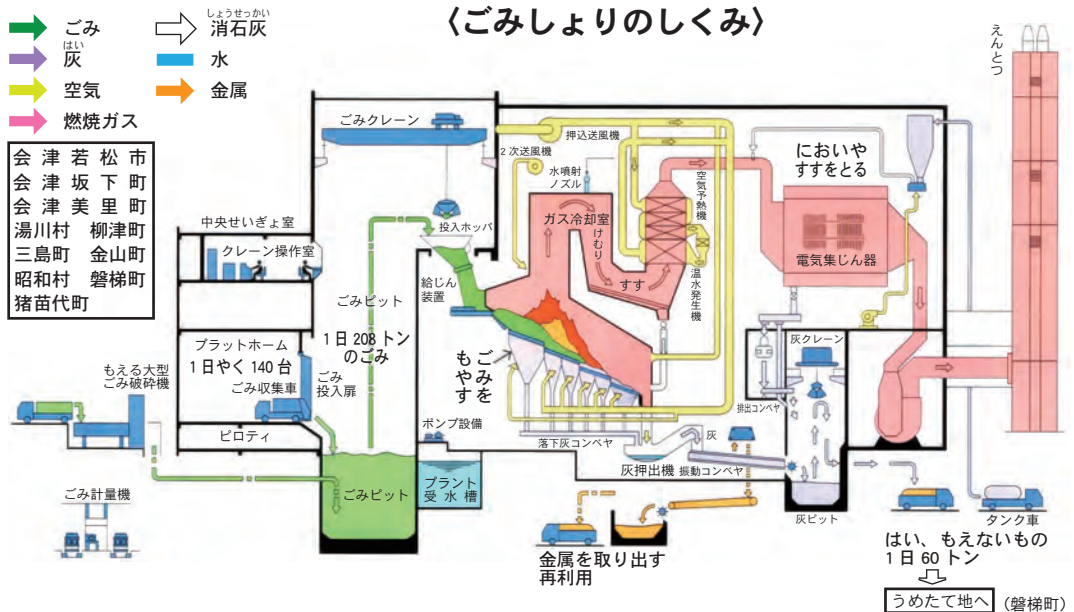 〈ごみしょりのしくみ〉
ごみ
しょうせっかい
消石灰
はい
灰
水
空気
金属
燃焼ガス
会津若松市
会津坂下町
会津美里町
湯川村 柳津町
三島町 金山町
昭和村 磐梯町
猪苗代町
中央せいぎょ室
クレーン操作室
ごみクレーン
押込送風機
2次送風機
水噴射
ノズル
投入ホッパ
給じん
装置
ガス冷却室
けむり
すす
空気予熱機
温水発生機
においや
すすをとる
電気集じん器
えんとつ
ごみピット
1日208トン
のごみ
プラットホーム
1日やく140台
ごみ収集車
ごみ
投入扉
もえる大型
ごみ破砕機
ピロティ
ごみ計量機
ごみピット
ポンプ設備
プラント
受水槽
ごみを
もやす
落下灰コンベヤ
灰
灰押出機
振動コンベヤ
灰クレーン
排出コンベヤ
灰ピット
金属を取り出す
再利用
タンク車
はい、もえないもの
1日60トン
うめたて地へ (磐梯町)